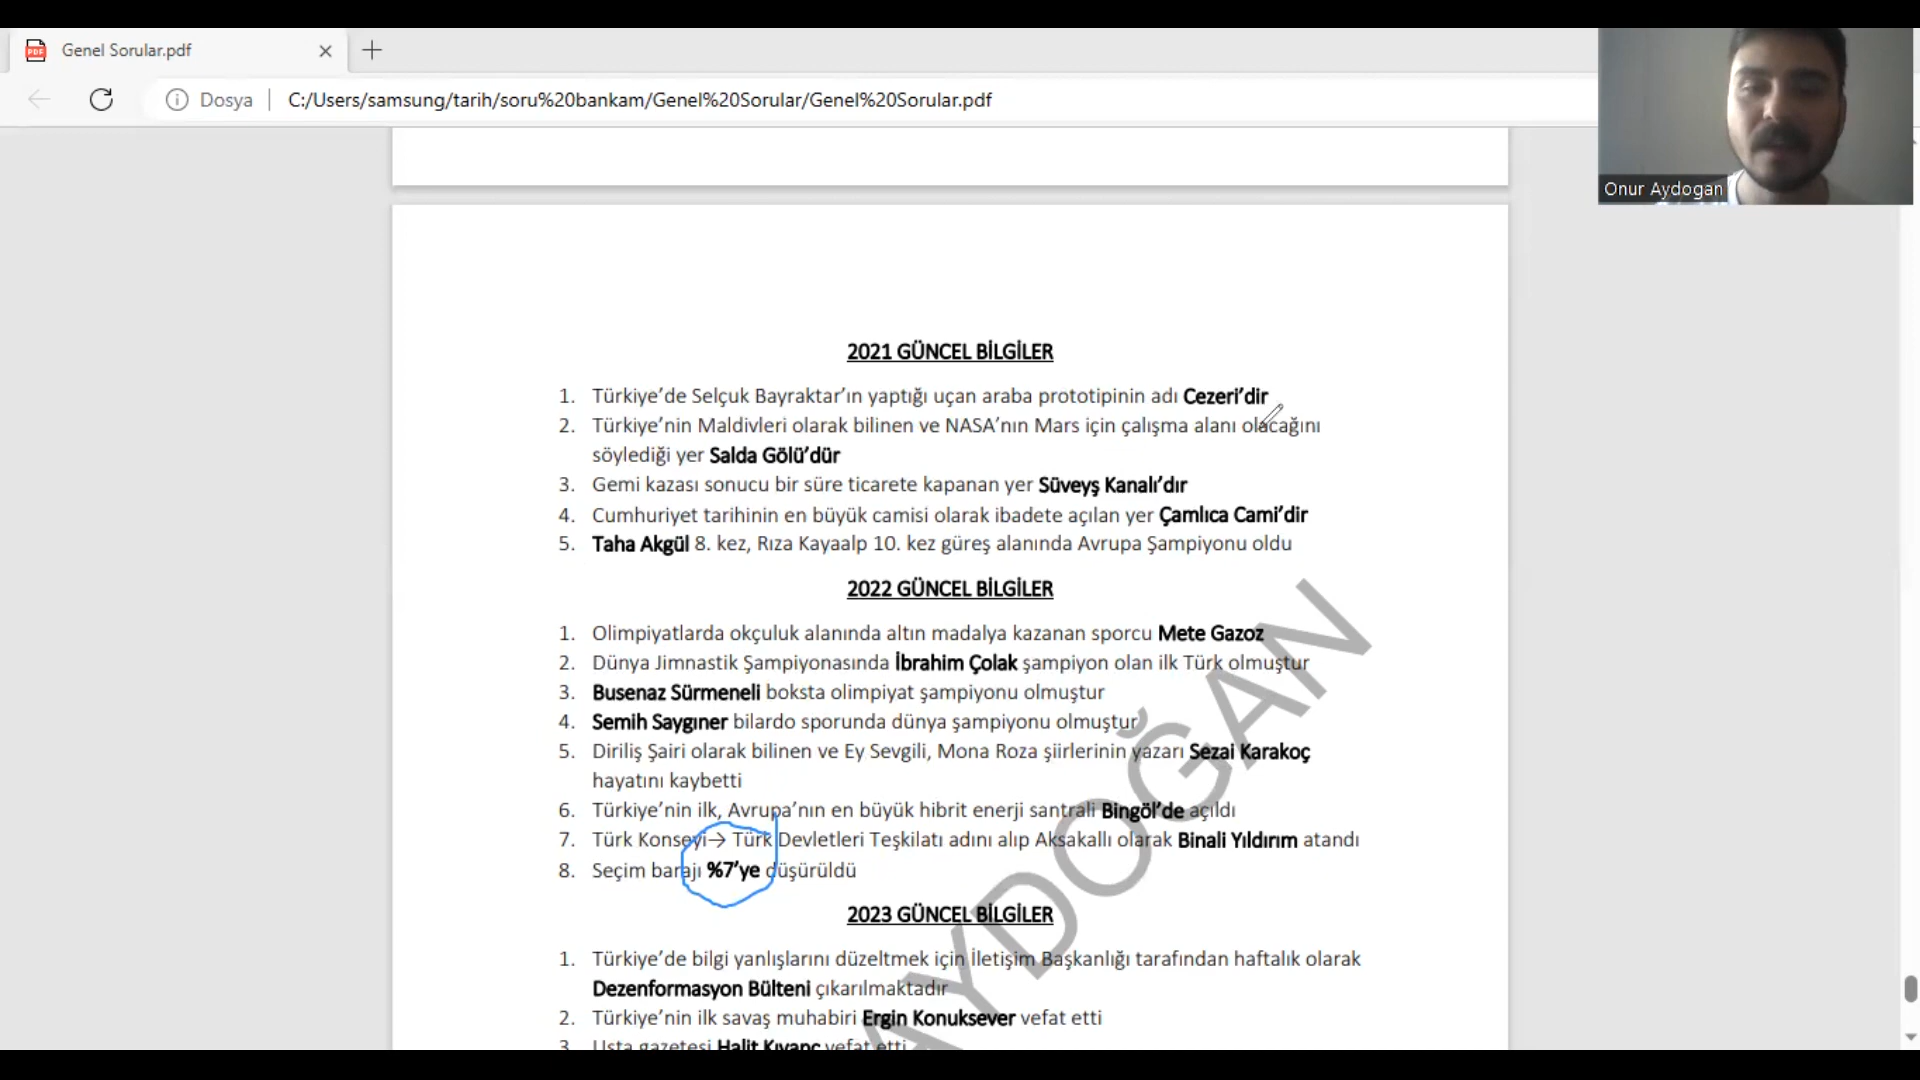 Genel Sorular.pdf
Dosya
C:/Users/samsung/tarih/soru%20bankam/Genel%20Sorular/Genel%20Sorular.pdf
Onur Aydogan
2021 GÜNCEL BİLGİLER
1. Türkiye’de Selçuk Bayraktar’ın yaptığı uçan araba prototipinin adı Cezeri’dir
2. Türkiye’nin Maldivleri olarak bilinen ve NASA’nın Mars için çalışma alanı olacağını
söylediği yer Salda Gölü’dür
3. Gemi kazası sonucu bir süre ticarete kapanan yer Süveyş Kanalı’dır
4. Cumhuriyet tarihinin en büyük camisi olarak ibadete açılan yer Çamlıca Cami’dir
5. Taha Akgül 8. kez, Rıza Kayaalp 10. kez güreş alanında Avrupa Şampiyonu oldu
2022 GÜNCEL BİLGİLER
1. Olimpiyatlarda okçuluk alanında altın madalya kazanan sporcu Mete Gazoz
2. Dünya Jimnastik Şampiyonasında İbrahim Çolak şampiyon olan ilk Türk olmuştur
3. Busenaz Sürmeneli boksta olimpiyat şampiyonu olmuştur
4. Semih Saygıner bilardo sporunda dünya şampiyonu olmuştur
5. Diriliş Şairi olarak bilinen ve Ey Sevgili, Mona Roza şiirlerinin yazarı Sezai Karakoç
hayatını kaybetti
6. Türkiye’nin ilk, Avrupa’nın en büyük hibrit enerji santrali Bingöl’de açıldı
7. Türk Konseyi→ Türk Devletleri Teşkilatı adını alıp Aksakallı olarak Binali Yıldırım atandı
8. Seçim barajı %7’ye düşürüldü
2023 GÜNCEL BİLGİLER
1. Türkiye’de bilgi yanlışlarını düzeltmek için İletişim Başkanlığı tarafından haftalık olarak
Dezenformasyon Bülteni çıkarılmaktadır
2. Türkiye’nin ilk savaş muhabiri Ergin Konuksever vefat etti
3. Usta gazeteşi Halit Kıvanç vefat etti
AYDOĞAN